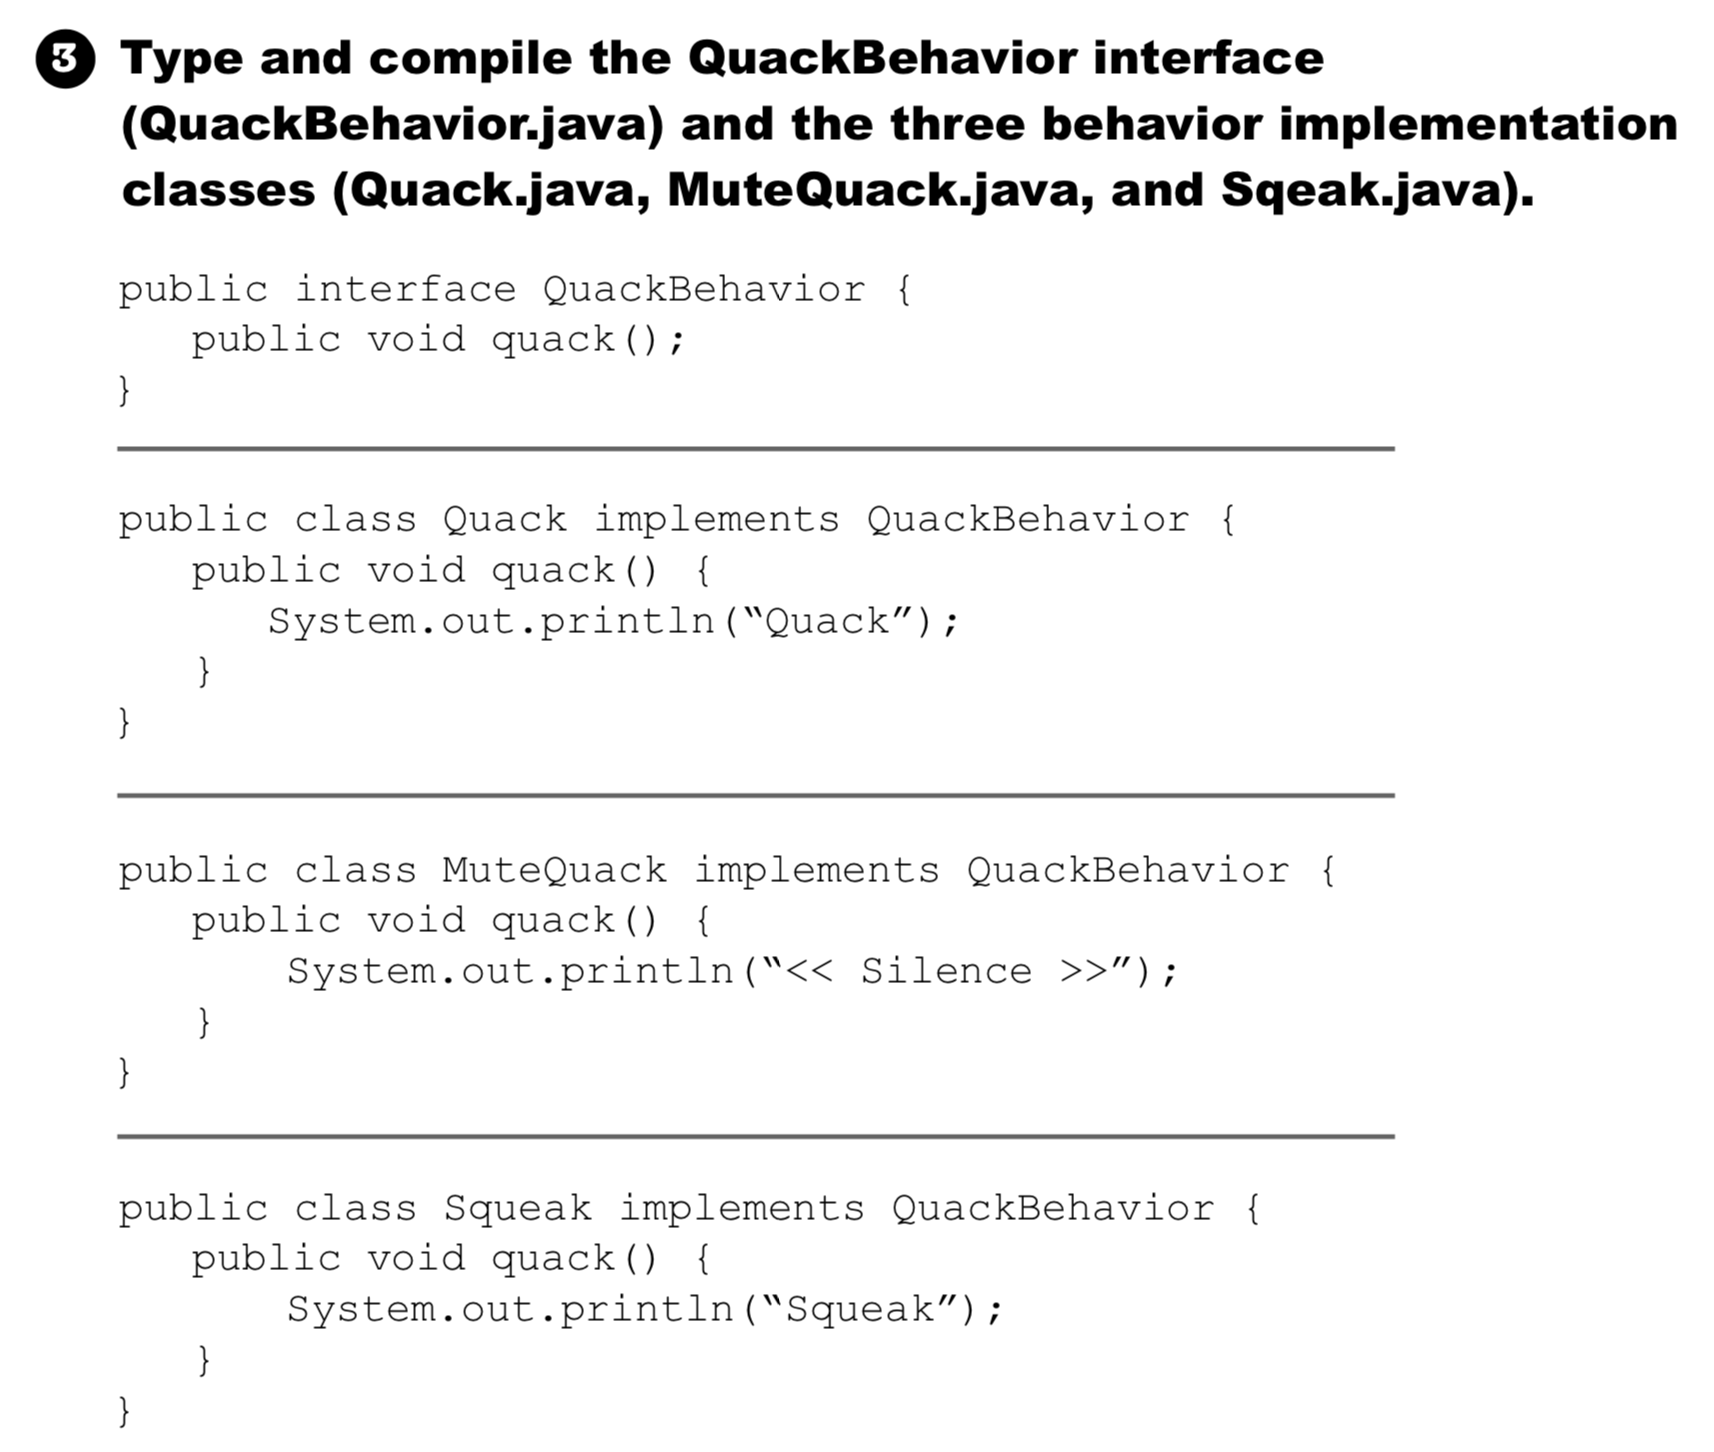 3 Type and compile the QuackBehavior interface
(QuackBehavior.java) and the three behavior implementation
classes (Quack.java, MuteQuack.java, and Sqeak.java).
public interface QuackBehavior {
public void quack();
}
public class Quack implements QuackBehavior {
public void quack() {
System.out.println(“Quack”);
}
}
public class MuteQuack implements QuackBehavior {
public void quack() {
System.out.println(“<< Silence >>”);
}
}
public class Squeak implements QuackBehavior {
public void quack() {
System.out.println(“Squeak”);
}
}